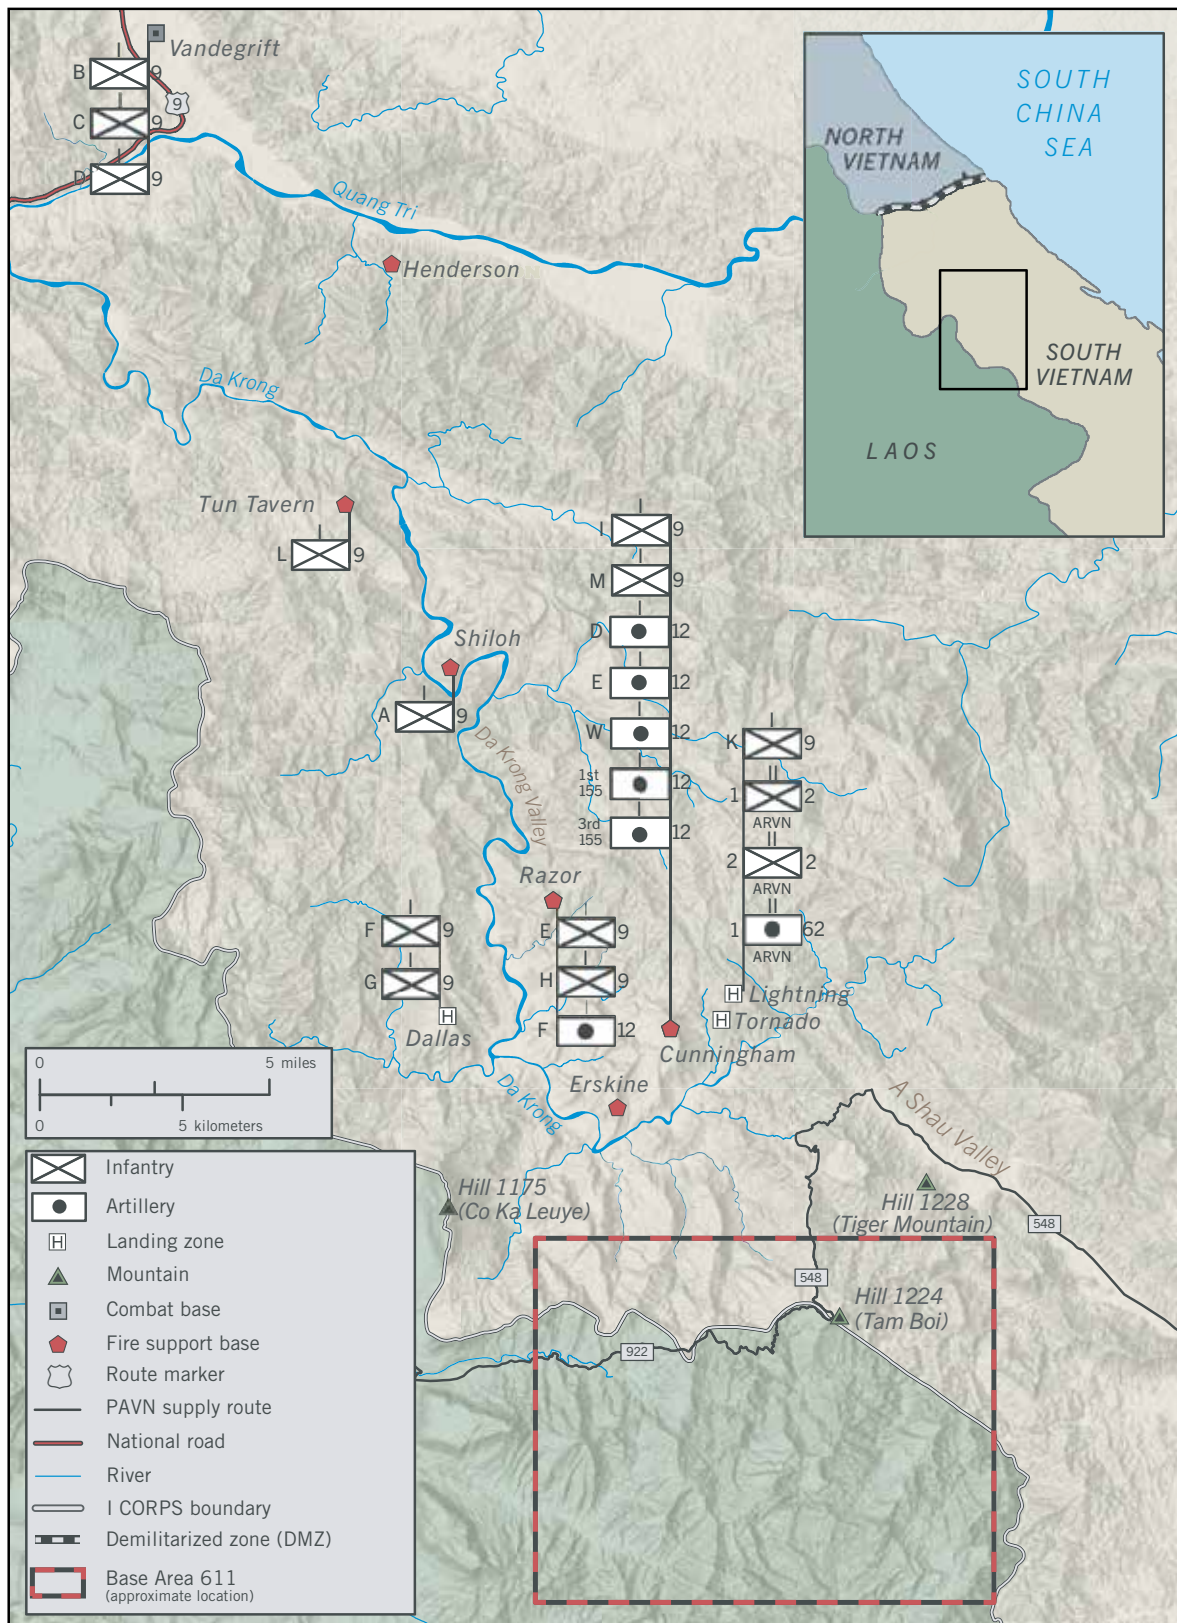 Vandegrift
B 9
C 9
D 9
9
Quang Tri
Henderson
SOUTH
CHINA
SEA
NORTH
VIETNAM
SOUTH
VIETNAM
LAOS
Da Krong
Tun Tavern
L 9
I 9
M 9
D 12
E 12
W 12
1st
155
12
3rd
155
12
Shiloh
A 9
Da Krong Valley
K 9
1 2
ARVN
2 2
ARVN
1 62
ARVN
Razor
E 9
H 9
F 12
F 9
G 9
Dallas
H
H Lightning
H Tornado
Cunningham
Erskine
Da Krong
A Shau Valley
Hill 1175
(Co Ka Leuye)
Hill 1228
(Tiger Mountain)
548
548
Hill 1224
(Tam Boi)
922
0 5 miles
0 5 kilometers
Infantry
Artillery
H Landing zone
Mountain
Combat base
Fire support base
Route marker
PAVN supply route
National road
River
I CORPS boundary
Demilitarized zone (DMZ)
Base Area 611
(approximate location)